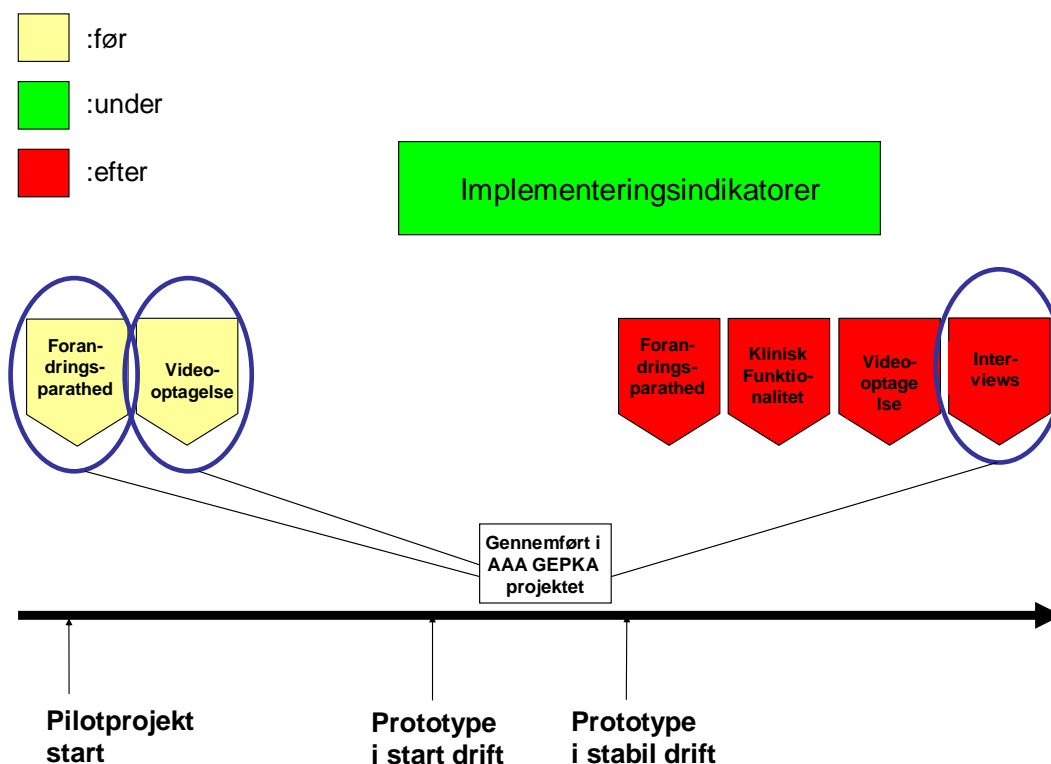 :før
:under
:efter
Implementeringsindikatorer
Foran-
drings-
parathed
Video-
optagelse
Foran-
drings-
parathed
Klinisk
Funktio-
nalitet
Video-
optage
lse
Inter-
views
Gennemført i
AAA GEPKA
projektet
Pilotprojekt
start
Prototype
i start drift
Prototype
i stabil drift